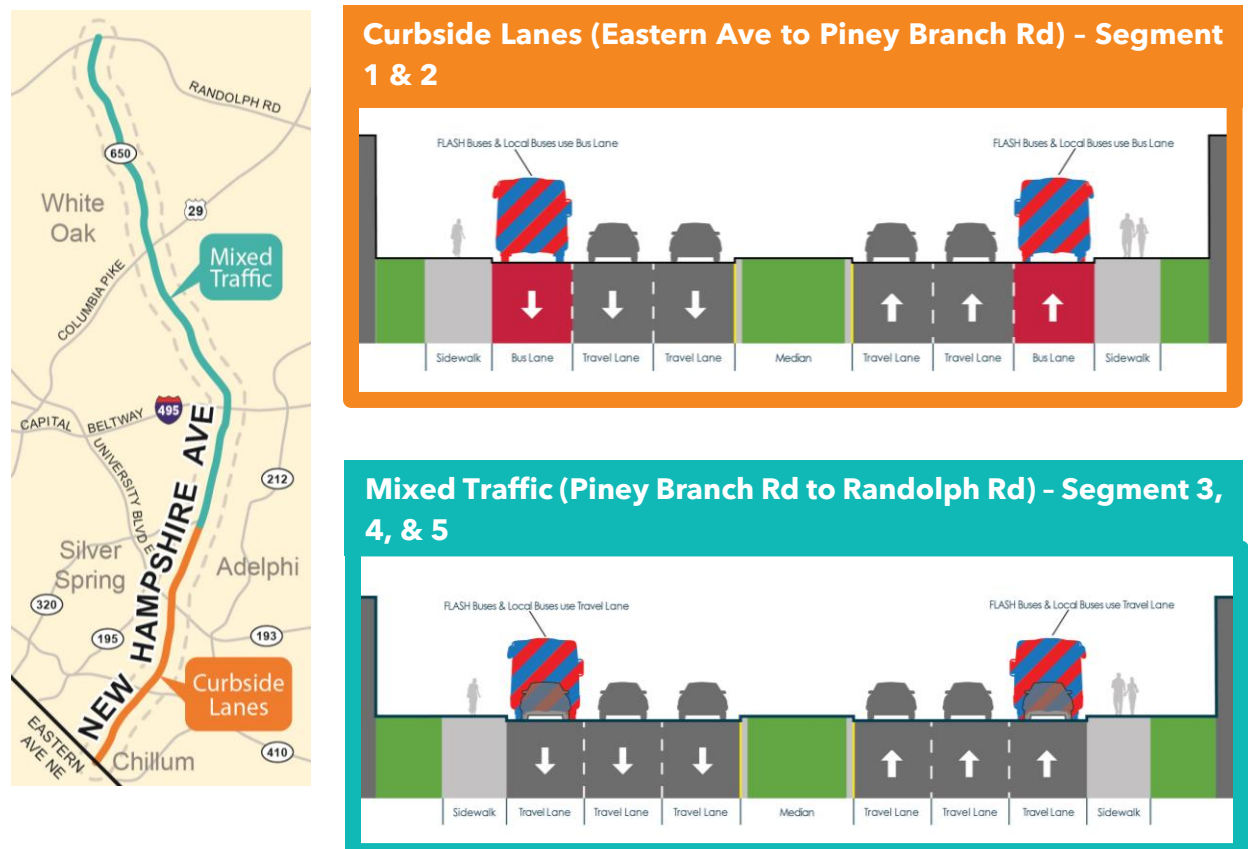 RANDOLPH RD
650
White
Oak
29
Mixed
Traffic
COLUMBIA PIKE
495
CAPITAL BELTWAY
UNIVERSITY BLVD E
NEW HAMPSHIRE AVE
212
Silver
Spring
Adelphi
320
195
193
Curbside
Lanes
EASTERN
AVE NE
Chillum
410
Curbside Lanes (Eastern Ave to Piney Branch Rd) – Segment
1 & 2
FLASH Buses & Local Buses use Bus Lane
FLASH Buses & Local Buses use Bus Lane
Sidewalk Bus Lane Travel Lane Travel Lane Median Travel Lane Travel Lane Bus Lane Sidewalk
Mixed Traffic (Piney Branch Rd to Randolph Rd) – Segment 3,
4, & 5
FLASH Buses & Local Buses use Travel Lane
FLASH Buses & Local Buses use Travel Lane
Sidewalk Travel Lane Travel Lane Travel Lane Median Travel Lane Travel Lane Travel Lane Sidewalk